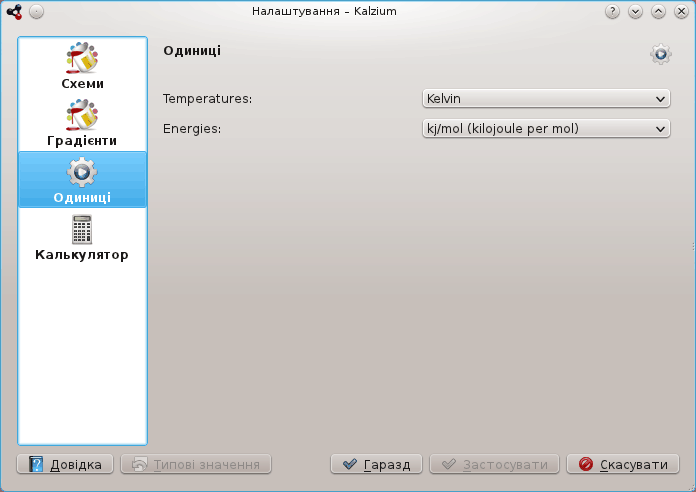 Налаштування – Kalzium
Схеми
Градієнти
Одиниці
Калькулятор
Одиниці
Temperatures: Kelvin
Energies: kj/mol (kilojoule per mol)
Довідка Типові значення Гаразд Застосувати Скасувати